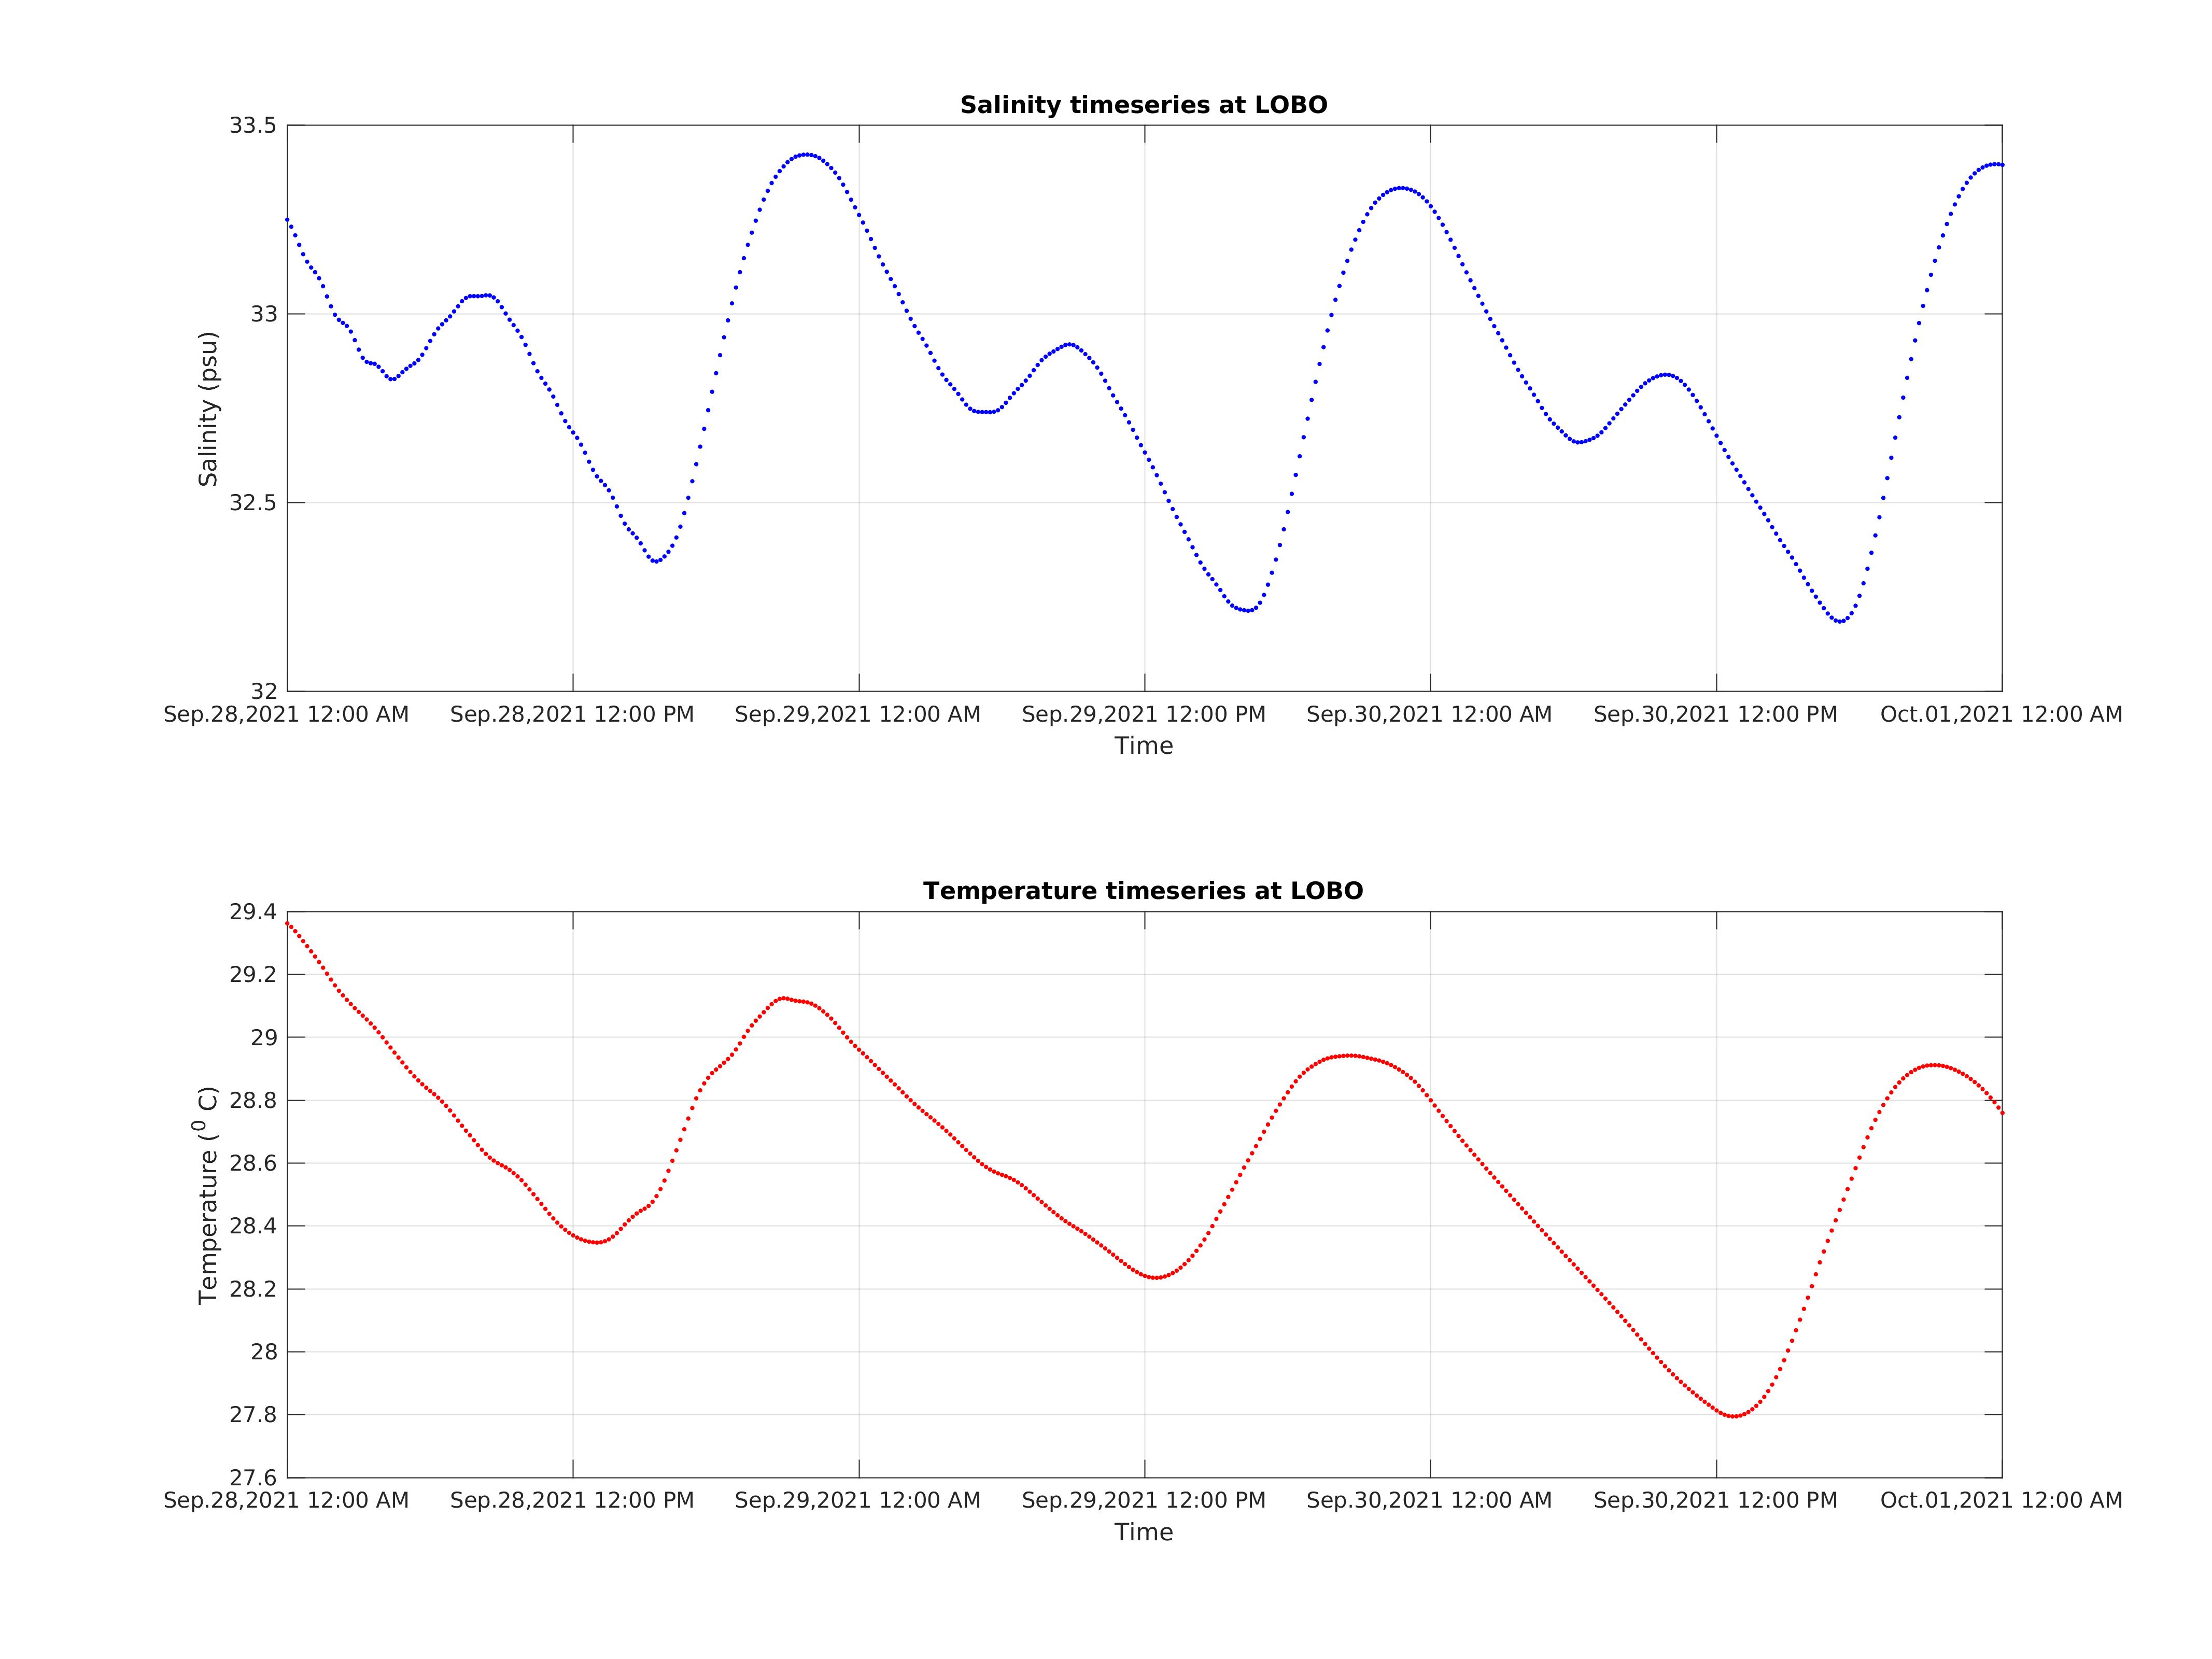 Salinity timeseries at LOBO
33.5
33
32.5
32
Salinity (psu)
Sep.28,2021 12:00 AM Sep.28,2021 12:00 PM Sep.29,2021 12:00 AM Sep.29,2021 12:00 PM Sep.30,2021 12:00 AM Sep.30,2021 12:00 PM Oct.01,2021 12:00 AM
Time
Temperature timeseries at LOBO
29.4
29.2
29
28.8
28.6
28.4
28.2
28
27.8
27.6
Temperature (⁰ C)
Sep.28,2021 12:00 AM Sep.28,2021 12:00 PM Sep.29,2021 12:00 AM Sep.29,2021 12:00 PM Sep.30,2021 12:00 AM Sep.30,2021 12:00 PM Oct.01,2021 12:00 AM
Time